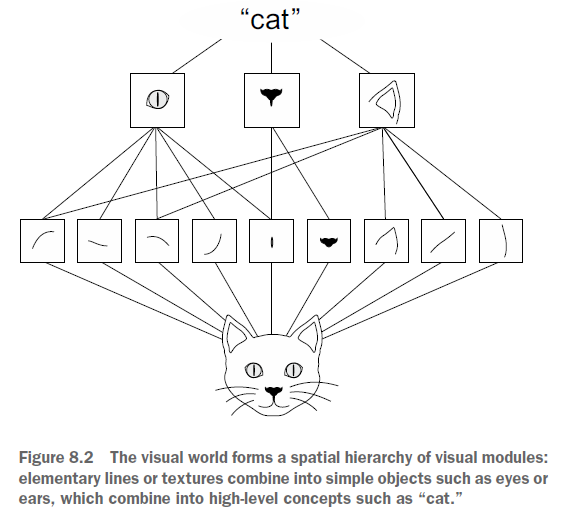 “cat”
Figure 8.2 The visual world forms a spatial hierarchy of visual modules:
elementary lines or textures combine into simple objects such as eyes or
ears, which combine into high-level concepts such as “cat.”